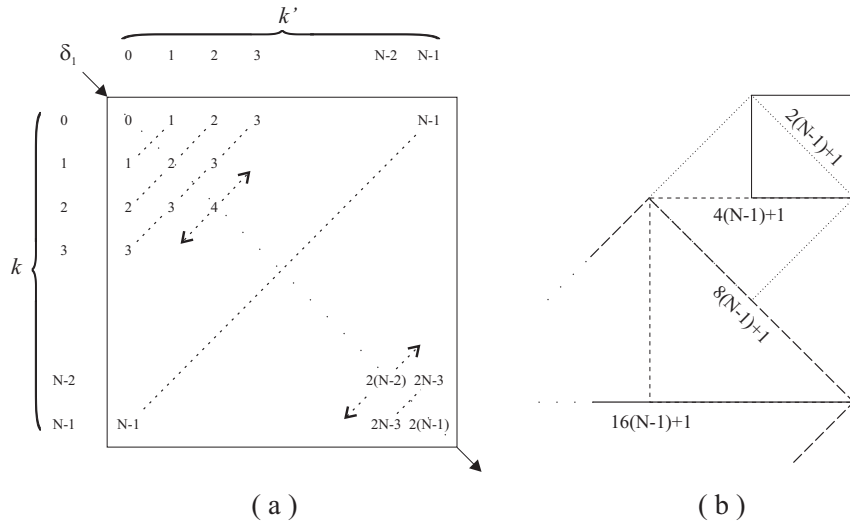 k’
0 1 2 3 N-2 N-1
δ1
0 0 1 2 3 N-1
1 1 2 3
2 2 3 4
3 3
k
N-2 2(N-2) 2N-3
N-1 N-1 2N-3 2(N-1)
2(N-1)+1
4(N-1)+1
8(N-1)+1
16(N-1)+1
( a ) ( b )